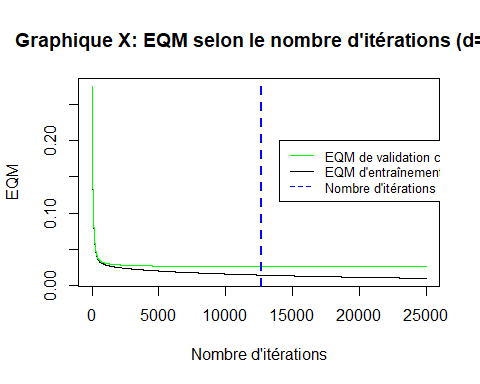 Graphique X: EQM selon le nombre d'itérations (d=
EQM
0.20
0.10
0.00
EQM de validation c
EQM d'entraînement
Nombre d'itérations
0 5000 10000 15000 20000 25000
Nombre d'itérations